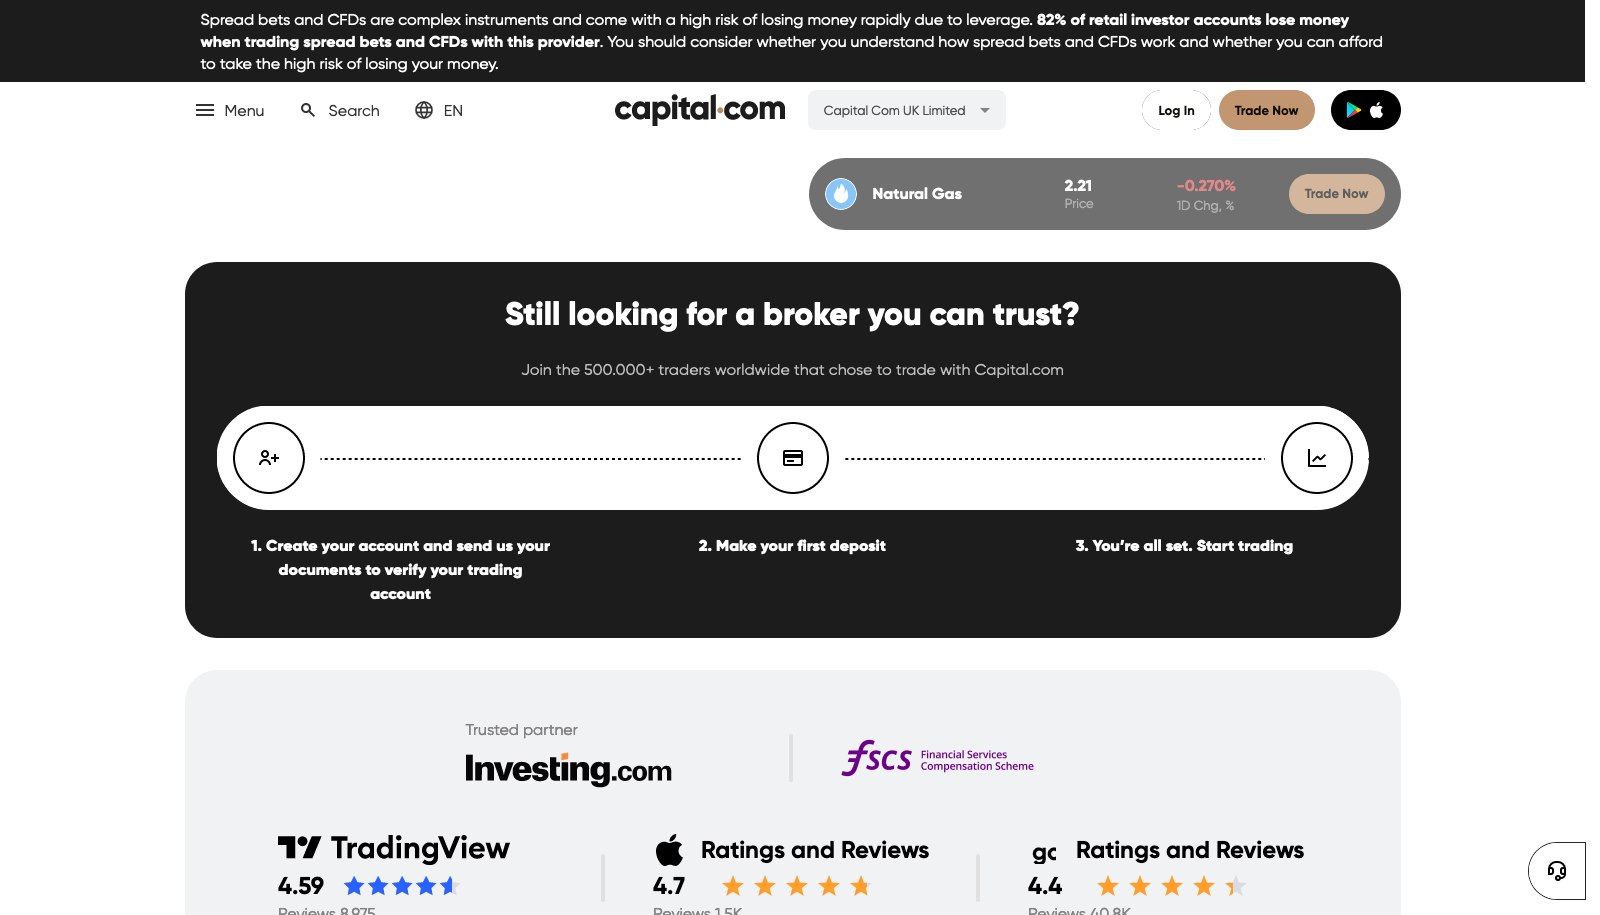 Spread bets and CFDs are complex instruments and come with a high risk of losing money rapidly due to leverage. 82% of retail investor accounts lose money
when trading spread bets and CFDs with this provider. You should consider whether you understand how spread bets and CFDs work and whether you can afford
to take the high risk of losing your money.
Menu
Search
EN
capital.com
Capital Com UK Limited
Log In
Trade Now
Natural Gas
2.21
Price
-0.270%
1D Chg, %
Trade Now
Still looking for a broker you can trust?
Join the 500.000+ traders worldwide that chose to trade with Capital.com
1. Create your account and send us your
documents to verify your trading
account
2. Make your first deposit
3. You're all set. Start trading
Trusted partner
Investing.com
fscs
Financial Services
Compensation Scheme
TradingView
4.59
Reviews 8,975
Ratings and Reviews
4.7
Reviews 1.5K
Ratings and Reviews
4.4
Reviews 40.8K